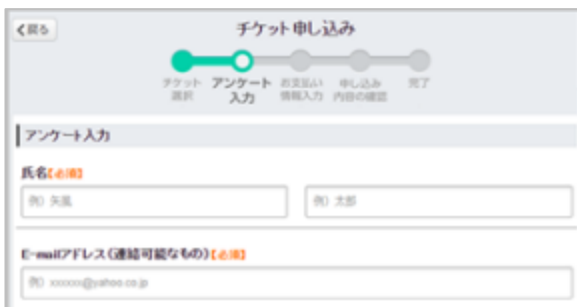 く戻る
チケット申し込み
チケット選択
アンケート入力
お支払い情報入力
申し込み内容の確認
完了
アンケート入力
氏名【必須】
例) 矢風
例) 太郎
E-mailアドレス(連絡可能なもの)【必須】
例) xxxxxx@yahoo.co.jp